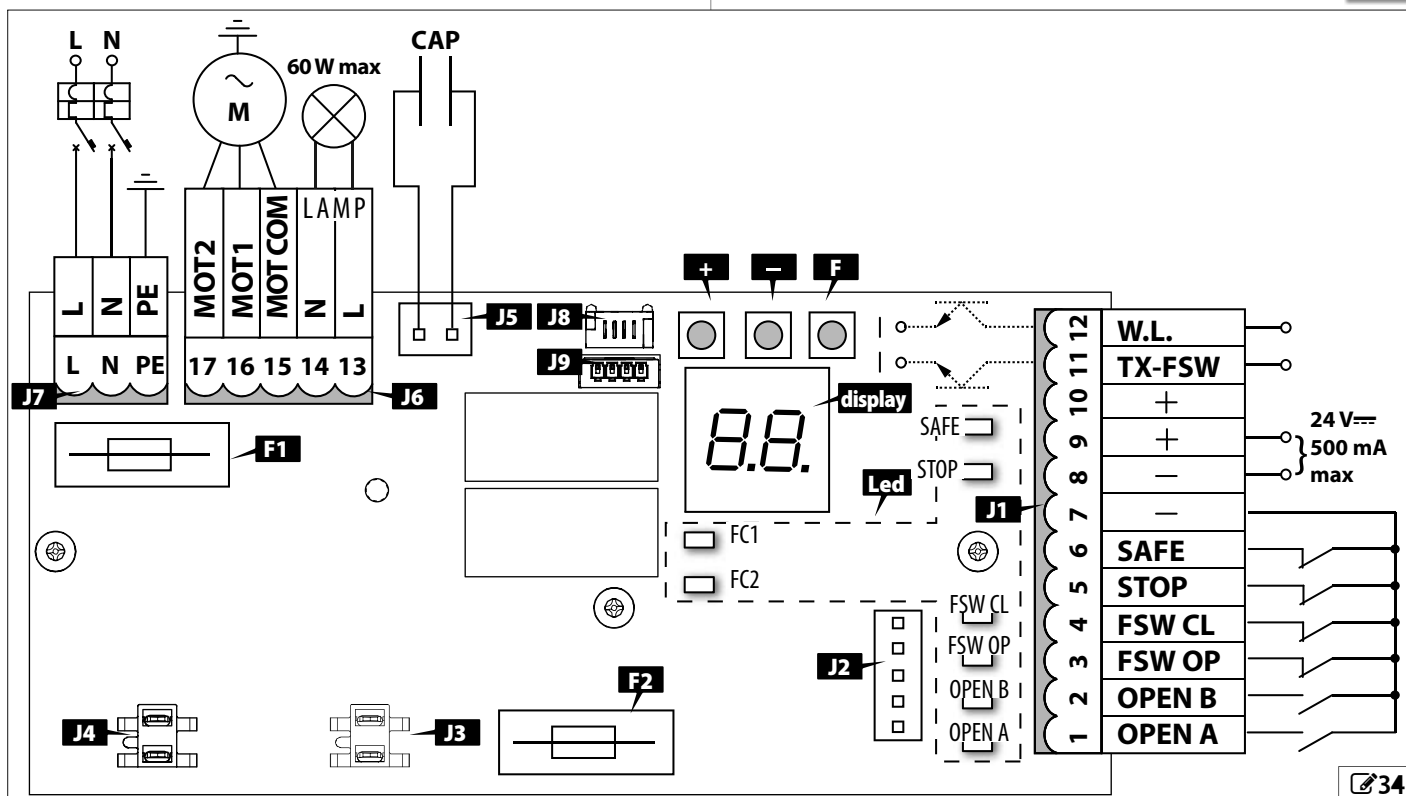 L N
CAP
60 W max
M
MOT2
MOT1
MOT COM
LAMP
N
L
L
N
PE
L N PE
17 16 15 14 13
J7
J6
J5
J8
J9
+
−
F
display
8.8.
F1
SAFE
STOP
Led
FC1
FC2
FSW CL
FSW OP
OPEN B
OPEN A
J2
F2
J4
J3
J1
12 W.L.
11 TX-FSW
10 +
9 +
8 −
7 −
6 SAFE
5 STOP
4 FSW CL
3 FSW OP
2 OPEN B
1 OPEN A
24 V⎓
500 mA
max
34